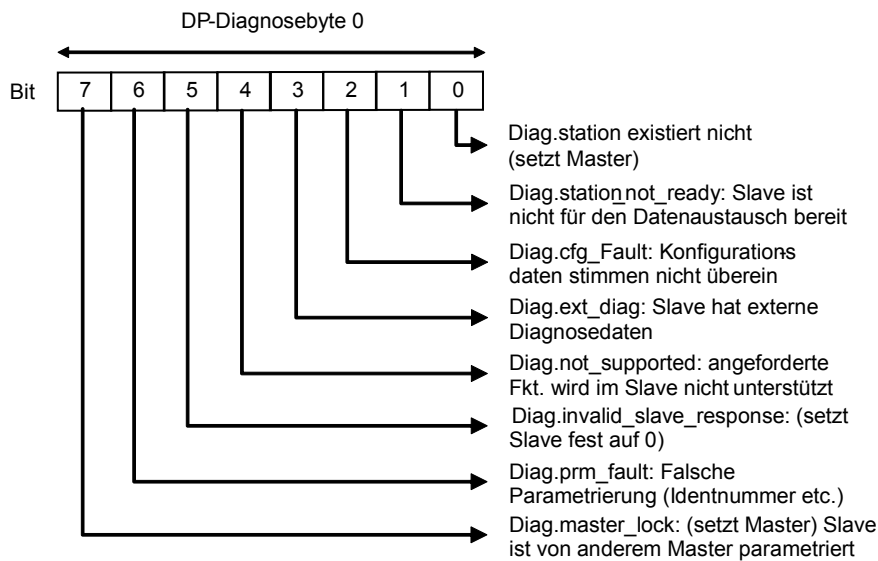 DP-Diagnosebyte 0
Bit 7 6 5 4 3 2 1 0
Diag.station existiert nicht
(setzt Master)
Diag.station_not_ready: Slave ist
nicht für den Datenaustausch bereit
Diag.cfg_Fault: Konfigurations-
daten stimmen nicht überein
Diag.ext_diag: Slave hat externe
Diagnosedaten
Diag.not_supported: angeforderte
Fkt. wird im Slave nicht unterstützt
Diag.invalid_slave_response: (setzt
Slave fest auf 0)
Diag.prm_fault: Falsche
Parametrierung (Identnummer etc.)
Diag.master_lock: (setzt Master) Slave
ist von anderem Master parametriert